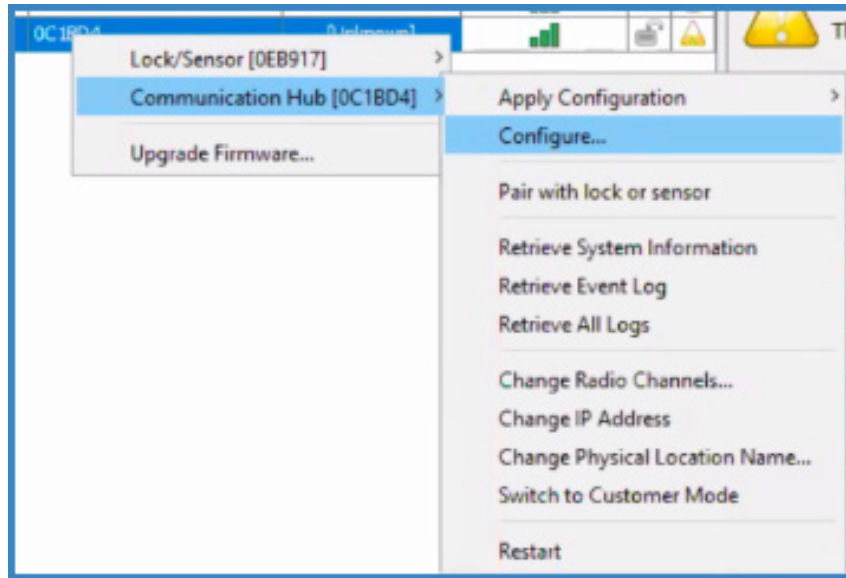 0C1BD4 [Unknown]
Lock/Sensor [0EB917]
Communication Hub [0C1BD4]
Upgrade Firmware...
Apply Configuration
Configure...
Pair with lock or sensor
Retrieve System Information
Retrieve Event Log
Retrieve All Logs
Change Radio Channels...
Change IP Address
Change Physical Location Name...
Switch to Customer Mode
Restart